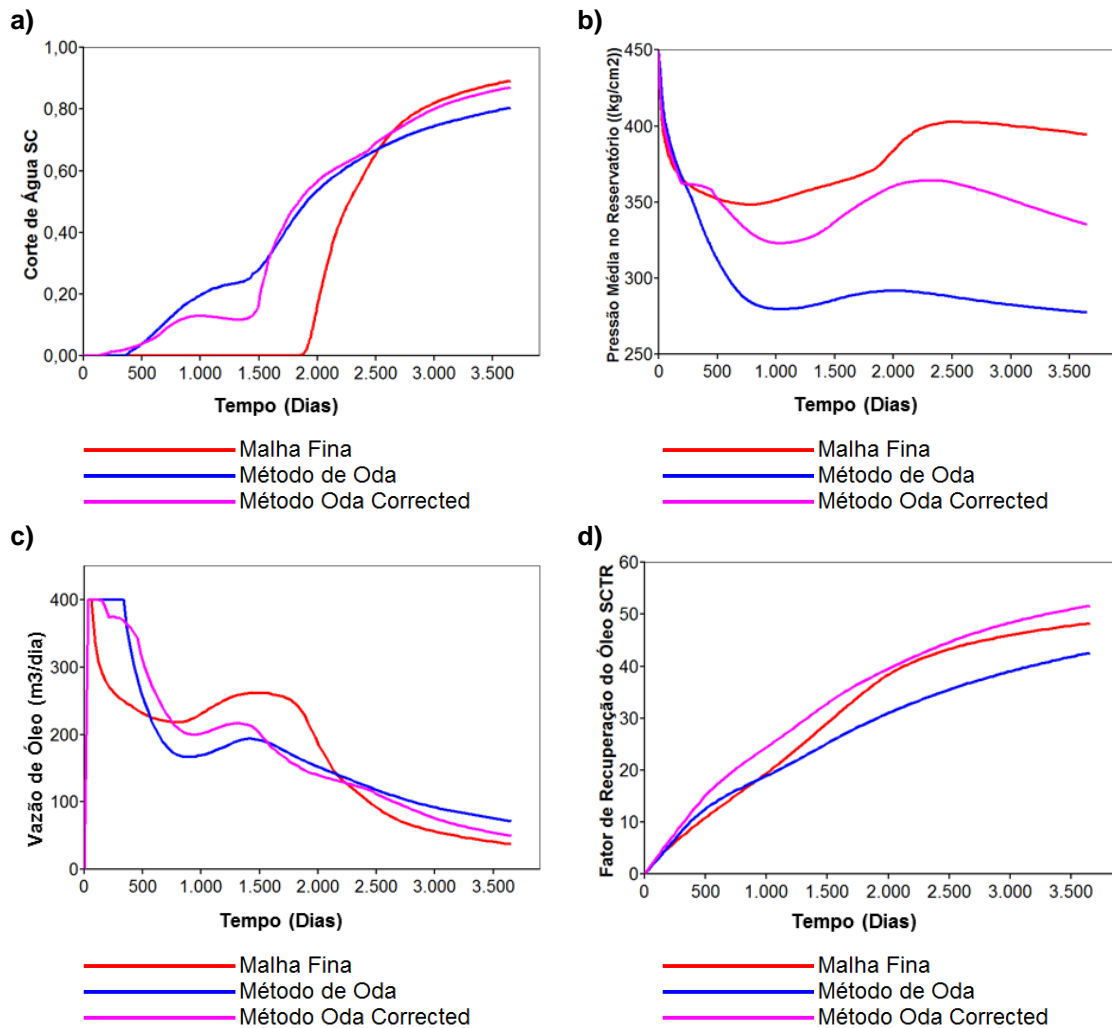 a)
Corte de Água SC
1,00
0,80
0,60
0,40
0,20
0,00
0 500 1.000 1.500 2.000 2.500 3.000 3.500
Tempo (Dias)
Malha Fina
Método de Oda
Método Oda Corrected
b)
Pressão Média no Reservatório ((kg/cm2))
450
400
350
300
250
0 500 1.000 1.500 2.000 2.500 3.000 3.500
Tempo (Dias)
Malha Fina
Método de Oda
Método Oda Corrected
c)
Vazão de Óleo (m3/dia)
400
300
200
100
0
0 500 1.000 1.500 2.000 2.500 3.000 3.500
Tempo (Dias)
Malha Fina
Método de Oda
Método Oda Corrected
d)
Fator de Recuperação do Óleo SCTR
60
50
40
30
20
10
0
0 500 1.000 1.500 2.000 2.500 3.000 3.500
Tempo (Dias)
Malha Fina
Método de Oda
Método Oda Corrected